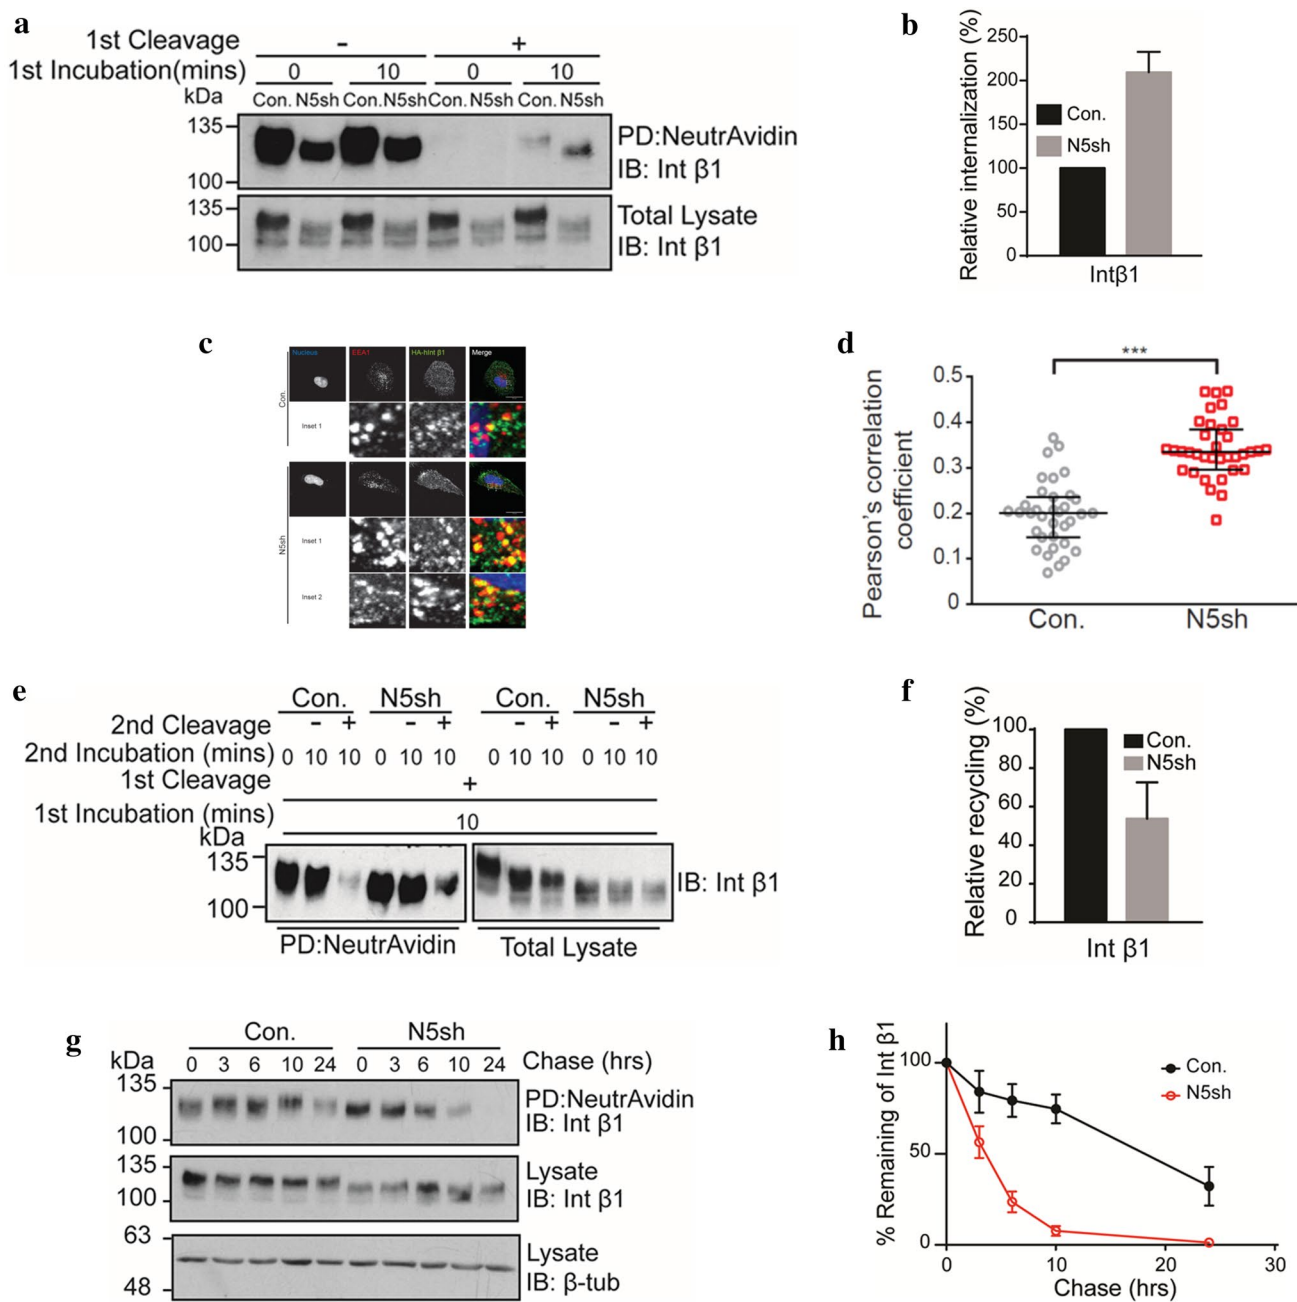 a
1st Cleavage - +
1st Incubation(mins) 0 10 0 10
kDa Con. N5sh Con. N5sh Con. N5sh Con. N5sh
135
100
PD:NeutrAvidin
IB: Int β1
135
100
Total Lysate
IB: Int β1
b
Relative internalization (%)
250
200
150
100
50
0
Con.
N5sh
Intβ1
c
Nucleus EEA1 HA-hInt β1 Merge
Con.
Inset 1
N5sh
Inset 1
Inset 2
d
***
Pearson's correlation
coefficient
0.5
0.4
0.3
0.2
0.1
0
Con. N5sh
e
Con. N5sh Con. N5sh
2nd Cleavage - + - + - + - +
2nd Incubation (mins) 0 10 10 0 10 10 0 10 10 0 10 10
1st Cleavage +
1st Incubation (mins) 10
kDa
135
100
IB: Int β1
PD:NeutrAvidin Total Lysate
f
Relative recycling (%)
100
80
60
40
20
0
Con.
N5sh
Int β1
g
Con. N5sh
kDa 0 3 6 10 24 0 3 6 10 24 Chase (hrs)
135
100
PD:NeutrAvidin
IB: Int β1
135
100
Lysate
IB: Int β1
63
48
Lysate
IB: β-tub
h
% Remaining of Int β1
100
50
0
Con.
N5sh
0 10 20 30
Chase (hrs)